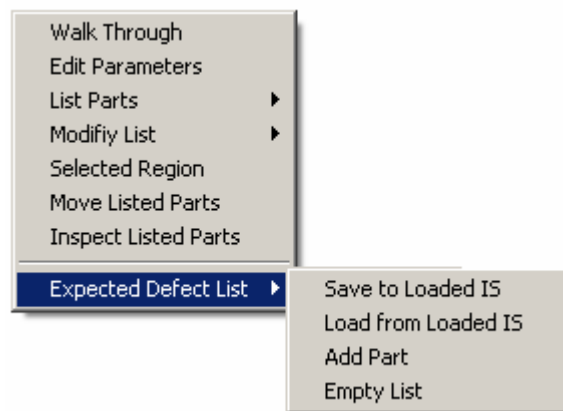 Walk Through
Edit Parameters
List Parts
Modifiy List
Selected Region
Move Listed Parts
Inspect Listed Parts
Expected Defect List
Save to Loaded IS
Load from Loaded IS
Add Part
Empty List